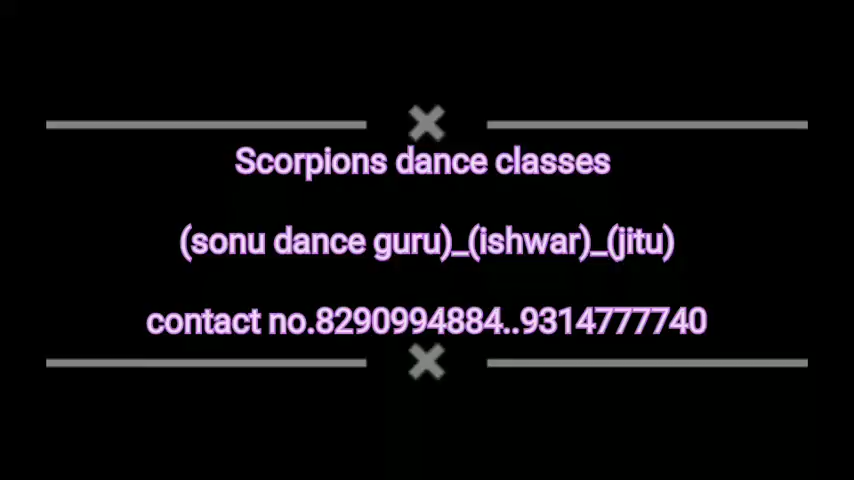 Scorpions dance classes
(sonu dance guru)_(ishwar)_(jitu)
contact no.8290994884..9314777740